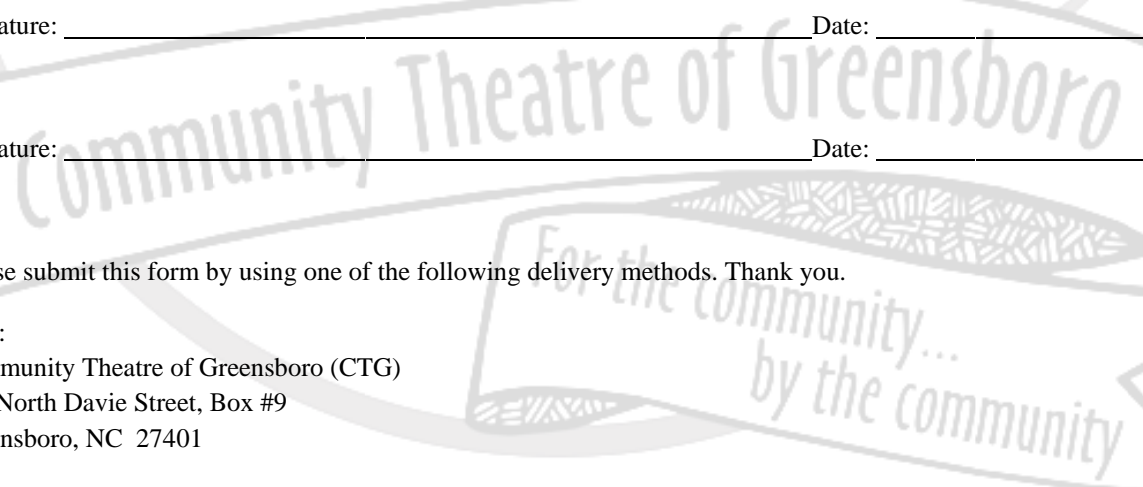 ature: Date:
Community Theatre of Greensboro
ature: Date:
se submit this form by using one of the following delivery methods. Thank you.
For the community...
by the community
:
munity Theatre of Greensboro (CTG)
North Davie Street, Box #9
nsboro, NC 27401